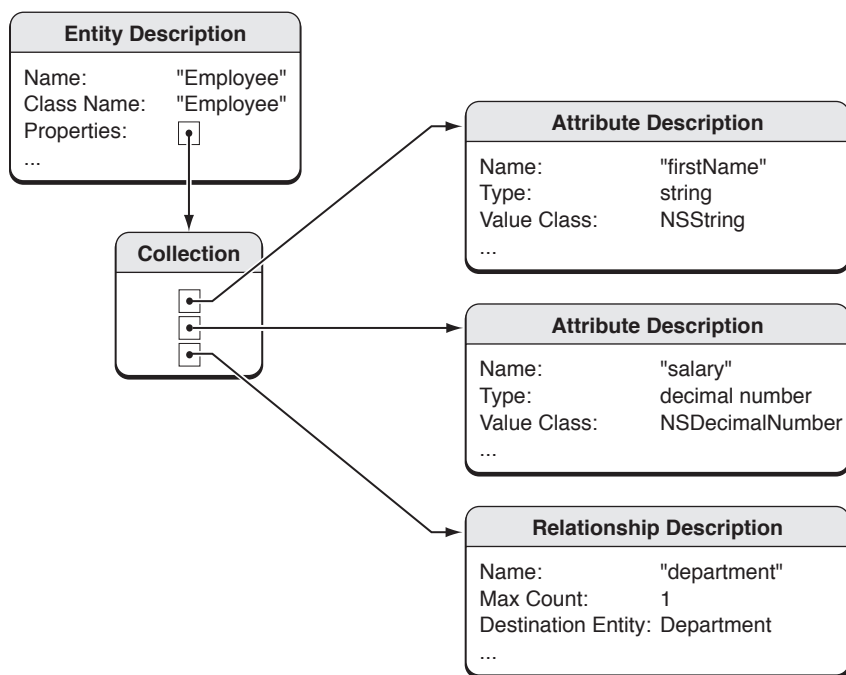 Entity Description
Name: "Employee"
Class Name: "Employee"
Properties:
...
Collection
Attribute Description
Name: "firstName"
Type: string
Value Class: NSString
...
Attribute Description
Name: "salary"
Type: decimal number
Value Class: NSDecimalNumber
...
Relationship Description
Name: "department"
Max Count: 1
Destination Entity: Department
...